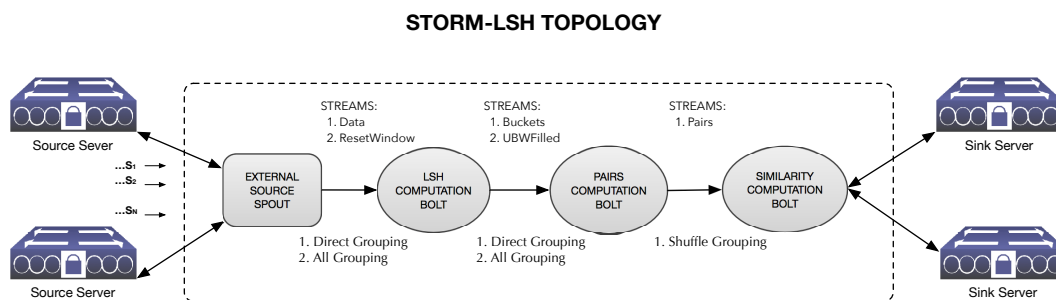 STORM-LSH TOPOLOGY
Source Sever
...S1
...S2
...SN
Source Server
EXTERNAL
SOURCE
SPOUT
STREAMS:
1. Data
2. ResetWindow
1. Direct Grouping
2. All Grouping
LSH
COMPUTATION
BOLT
STREAMS:
1. Buckets
2. UBWFilled
1. Direct Grouping
2. All Grouping
PAIRS
COMPUTATION
BOLT
STREAMS:
1. Pairs
1. Shuffle Grouping
SIMILARITY
COMPUTATION
BOLT
Sink Server
Sink Server